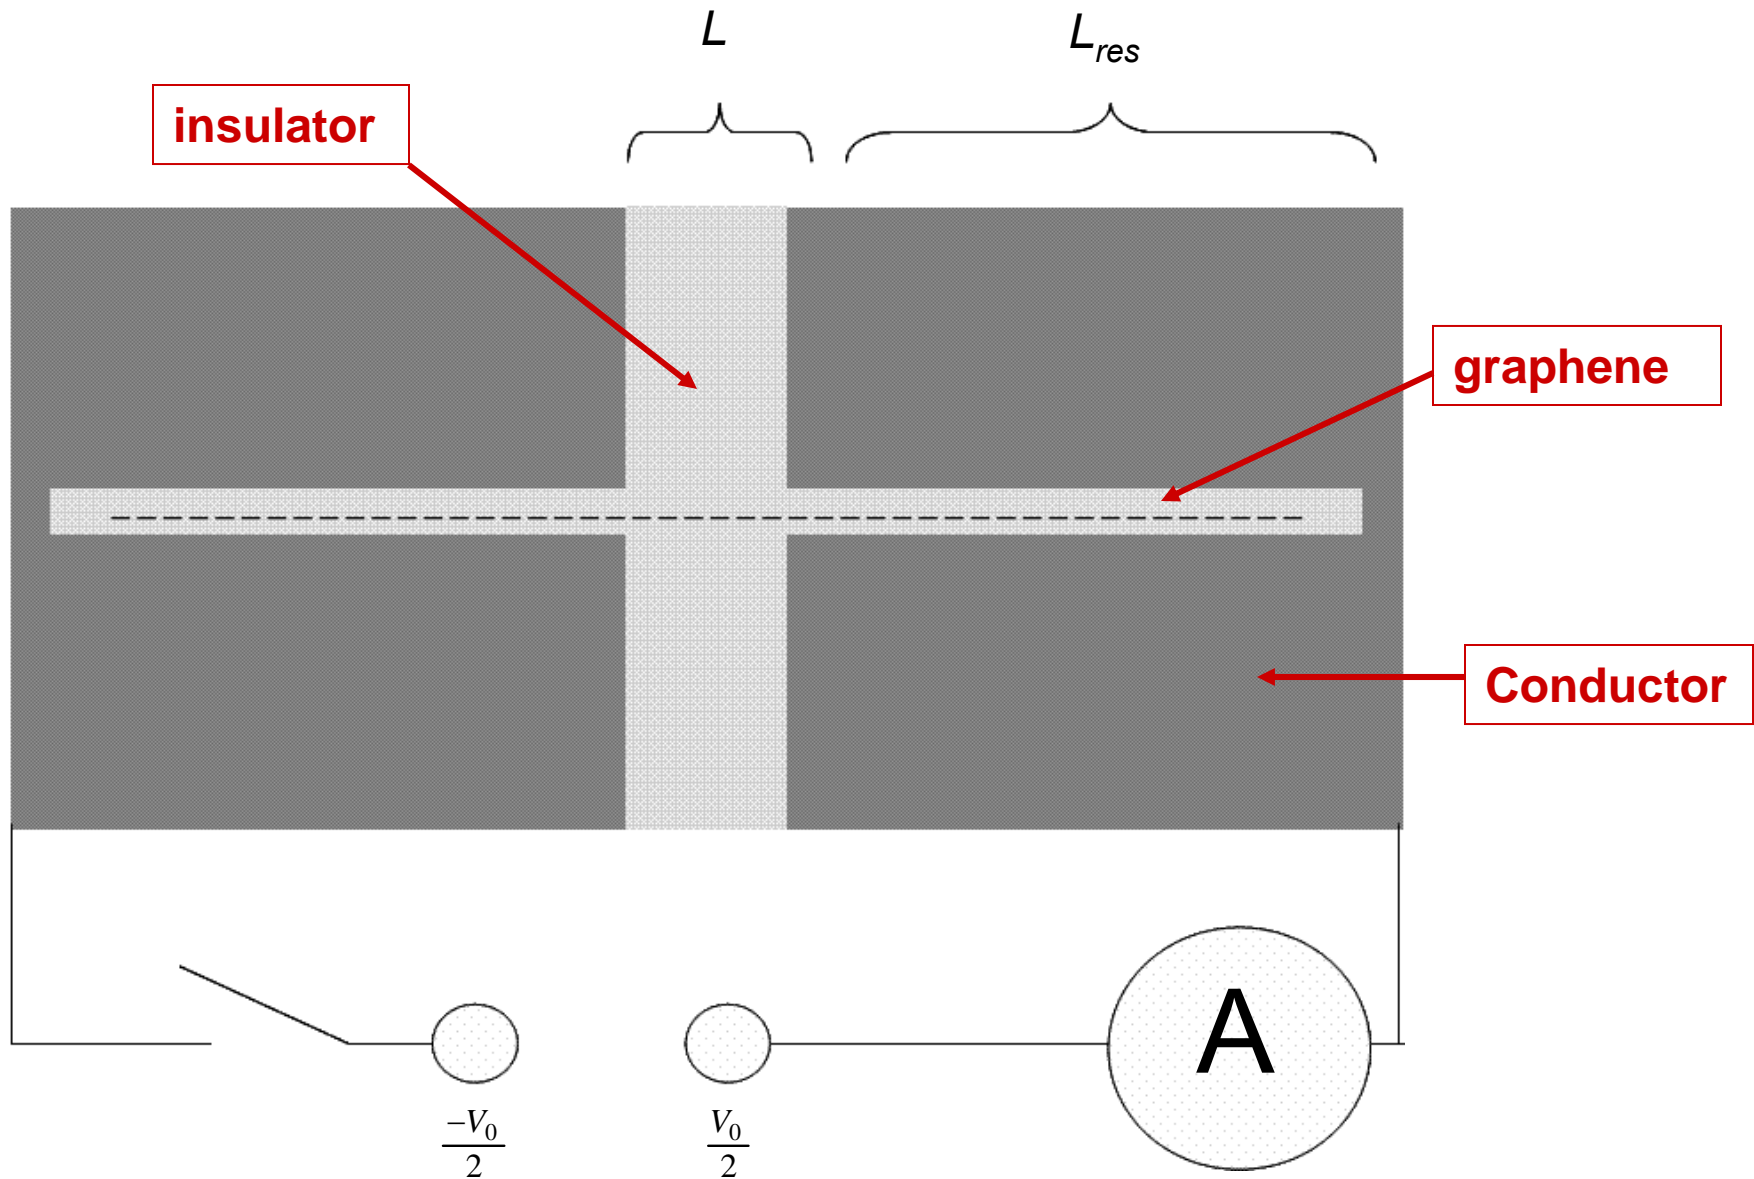 L
L_res
insulator
graphene
Conductor
A
-V_0/2
V_0/2